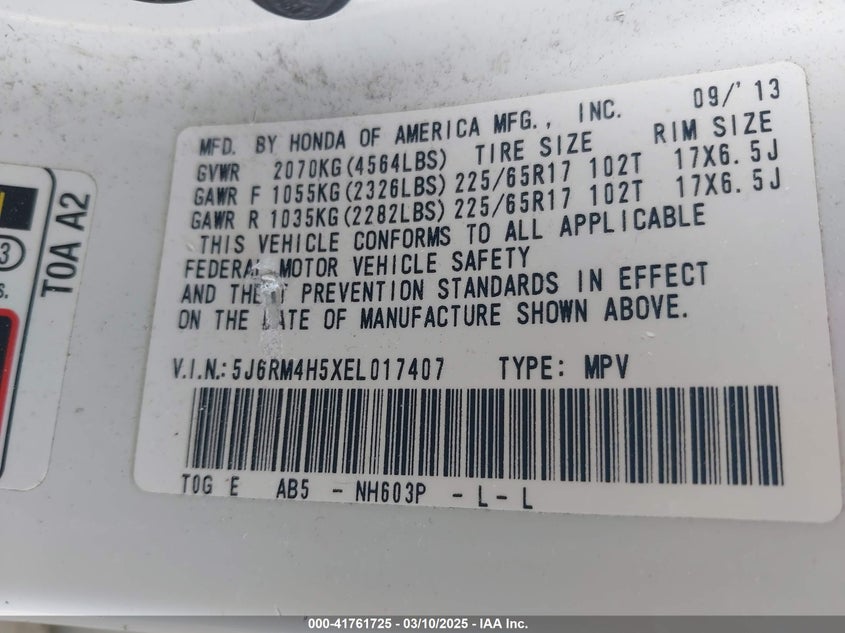 MFD. BY HONDA OF AMERICA MFG., INC. 09/'13
GVWR 2070KG(4564LBS) TIRE SIZE RIM SIZE
GAWR F 1055KG(2326LBS) 225/65R17 102T 17X6.5J
GAWR R 1035KG(2282LBS) 225/65R17 102T 17X6.5J
THIS VEHICLE CONFORMS TO ALL APPLICABLE
FEDERAL MOTOR VEHICLE SAFETY
AND THEFT PREVENTION STANDARDS IN EFFECT
ON THE DATE OF MANUFACTURE SHOWN ABOVE.
V.I.N.: 5J6RM4H5XEL017407 TYPE: MPV
T0G E AB5 - NH603P - L - L
T0A A2
3
s.
000-41761725 - 03/10/2025 - IAA Inc.